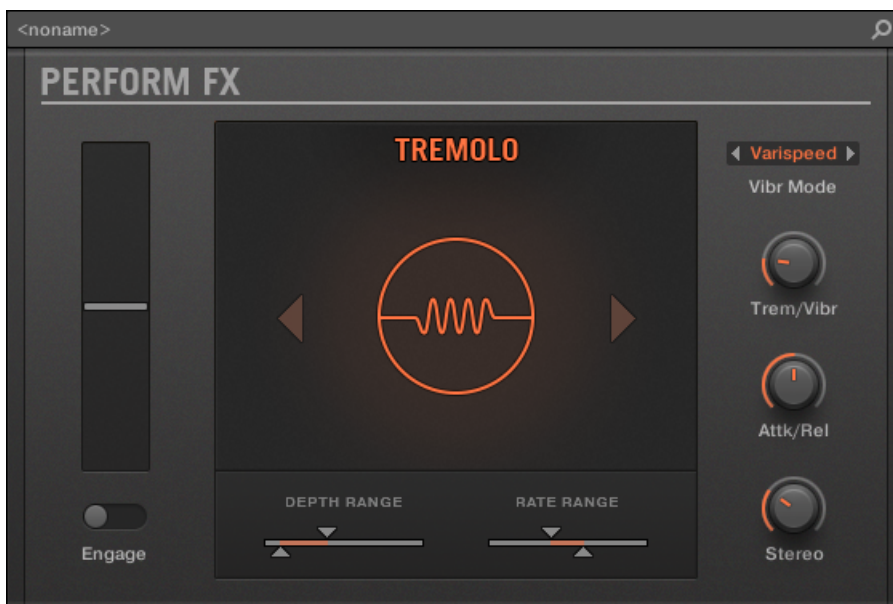 <noname>
PERFORM FX
TREMOLO
Varispeed
Vibr Mode
Trem/Vibr
Attk/Rel
DEPTH RANGE
RATE RANGE
Engage
Stereo